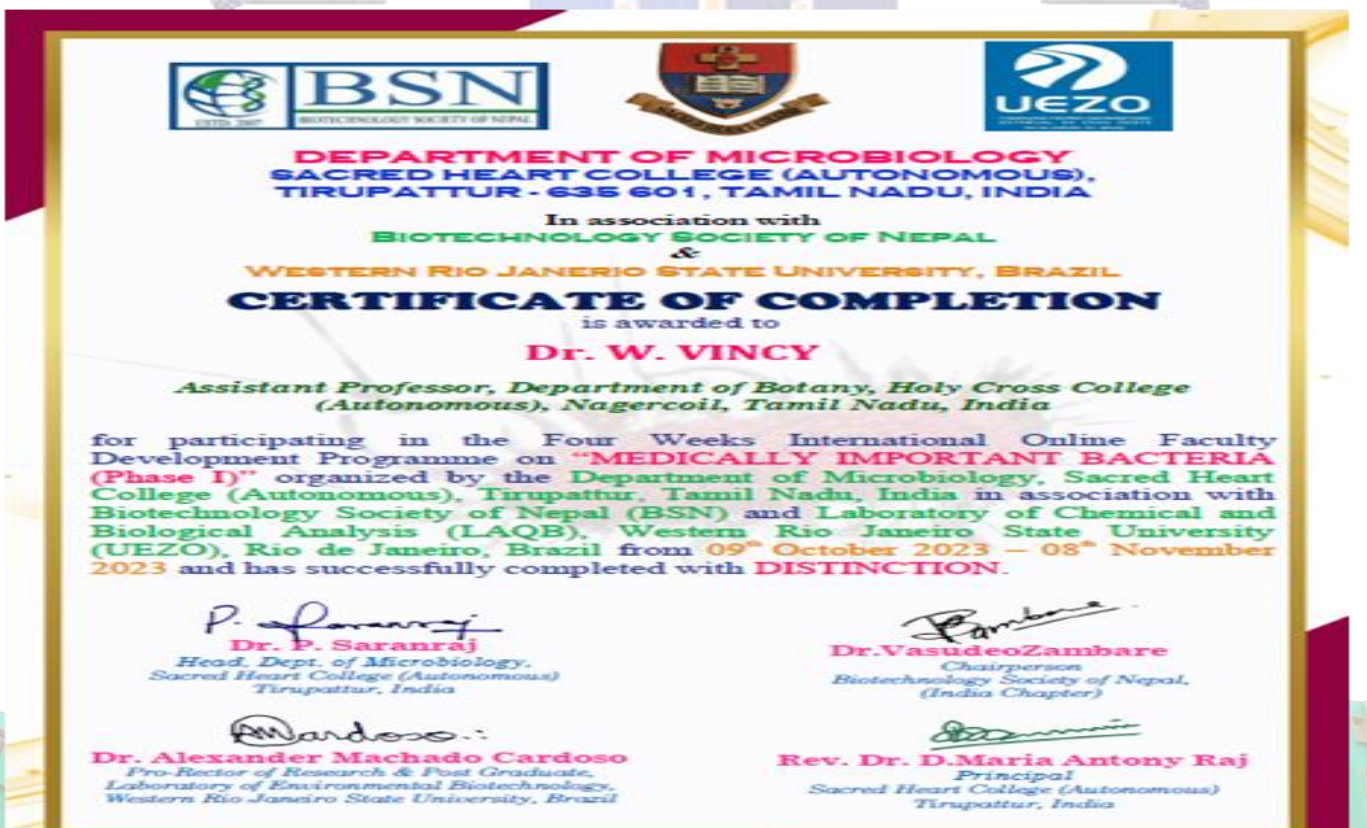 BSN
ESTD. 2007
BIOTECHNOLOGY SOCIETY OF NEPAL
UEZO
DEPARTMENT OF MICROBIOLOGY
SACRED HEART COLLEGE (AUTONOMOUS),
TIRUPATTUR - 635 601, TAMIL NADU, INDIA
In association with
BIOTECHNOLOGY SOCIETY OF NEPAL
&
WESTERN RIO JANERIO STATE UNIVERSITY, BRAZIL
CERTIFICATE OF COMPLETION
is awarded to
Dr. W. VINCY
Assistant Professor, Department of Botany, Holy Cross College
(Autonomous), Nagercoil, Tamil Nadu, India
for participating in the Four Weeks International Online Faculty
Development Programme on “MEDICALLY IMPORTANT BACTERIA
(Phase I)” organized by the Department of Microbiology, Sacred Heart
College (Autonomous), Tirupattur, Tamil Nadu, India in association with
Biotechnology Society of Nepal (BSN) and Laboratory of Chemical and
Biological Analysis (LAQB), Western Rio Janeiro State University
(UEZO), Rio de Janeiro, Brazil from 09th October 2023 – 08th November
2023 and has successfully completed with DISTINCTION.
Dr. P. Saranraj
Head, Dept. of Microbiology,
Sacred Heart College (Autonomous)
Tirupattur, India
Dr.VasudeoZambare
Chairperson
Biotechnology Society of Nepal,
(India Chapter)
Dr. Alexander Machado Cardoso
Pro-Rector of Research & Post Graduate,
Laboratory of Environmental Biotechnology,
Western Rio Janeiro State University, Brazil
Rev. Dr. D.Maria Antony Raj
Principal
Sacred Heart College (Autonomous)
Tirupattur, India